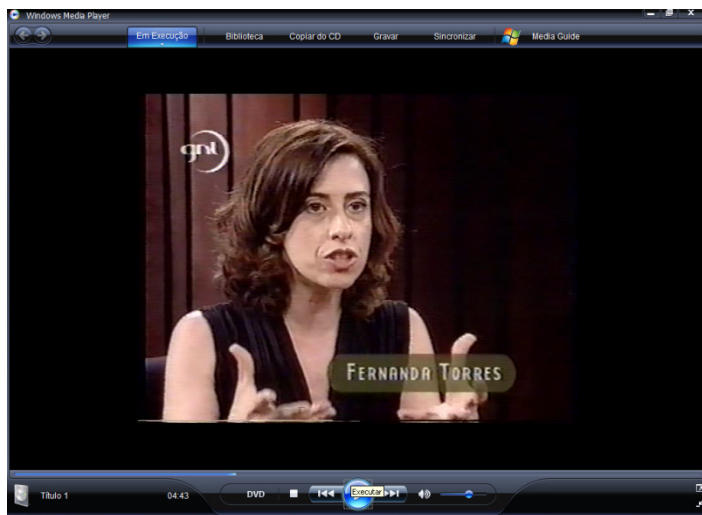 Windows Media Player
Em Execução Biblioteca Copiar do CD Gravar Sincronizar Media Guide
gnt
FERNANDA TORRES
Título 1 04:43 DVD Executar